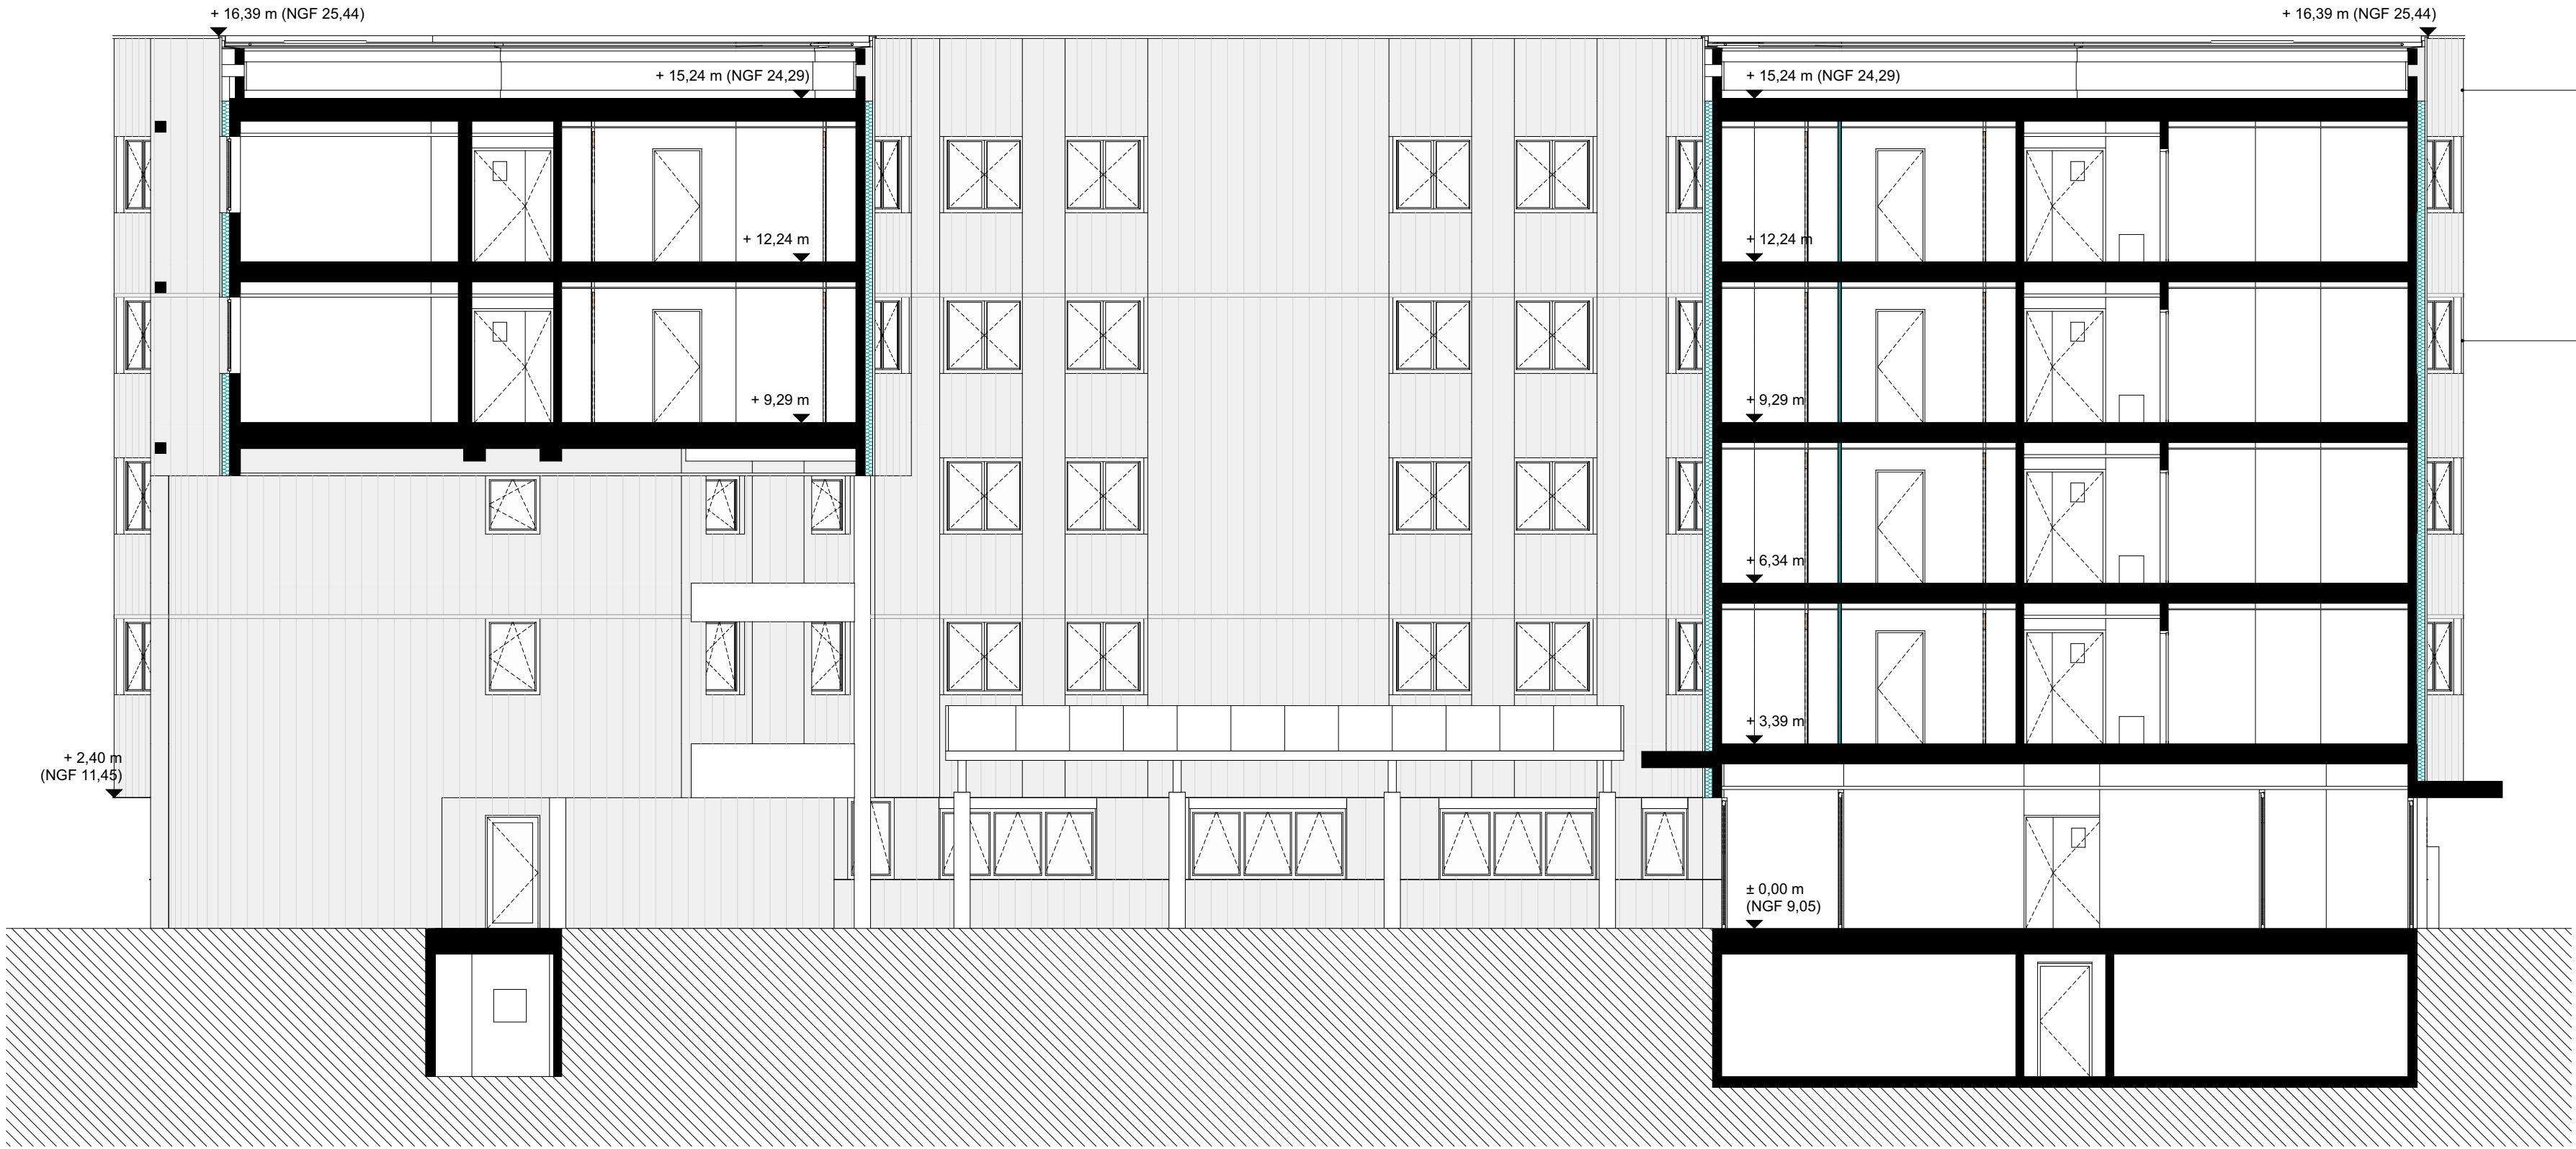 + 16,39 m (NGF 25,44)
+ 16,39 m (NGF 25,44)
+ 15,24 m (NGF 24,29)
+ 15,24 m (NGF 24,29)
+ 12,24 m
+ 12,24 m
+ 9,29 m
+ 9,29 m
+ 6,34 m
+ 3,39 m
+ 2,40 m
(NGF 11,45)
± 0,00 m
(NGF 9,05)